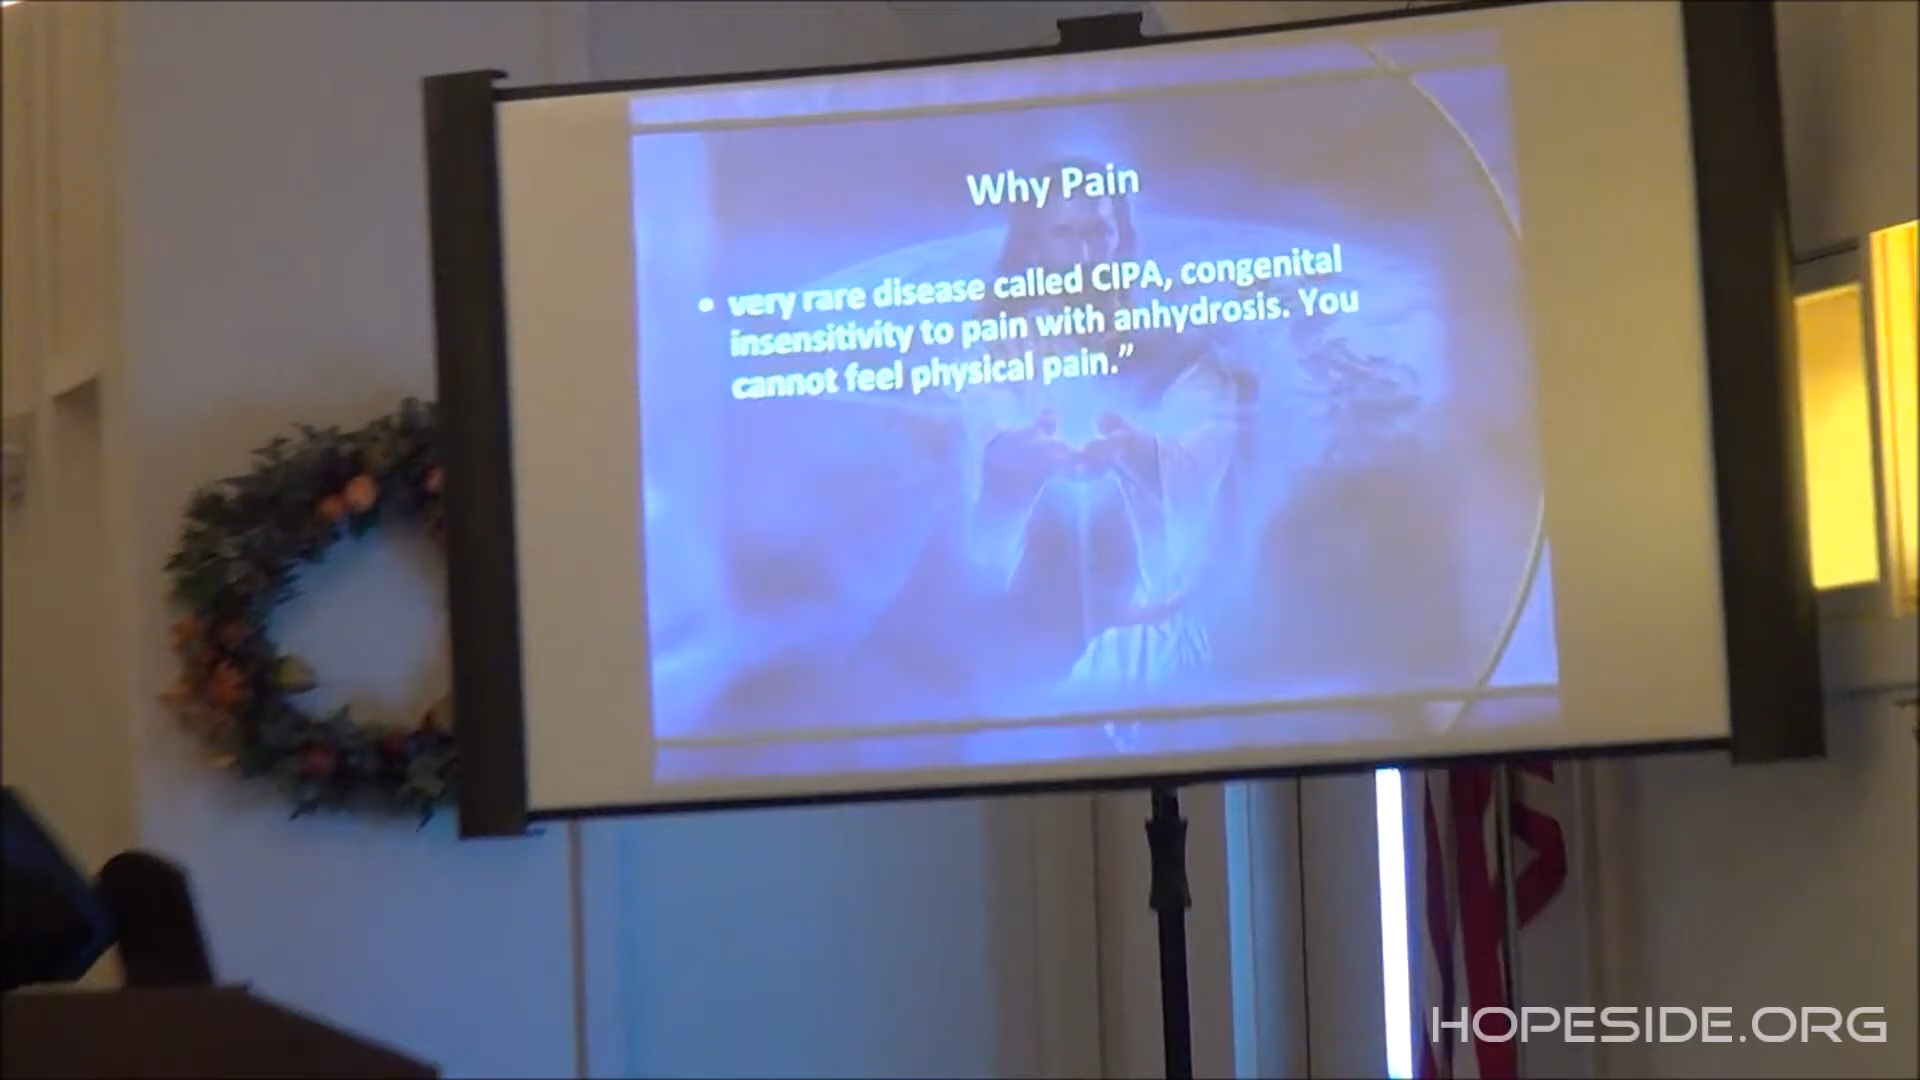 Why Pain
• very rare disease called CIPA, congenital
insensitivity to pain with anhydrosis. You
cannot feel physical pain.”
HOPESIDE.ORG